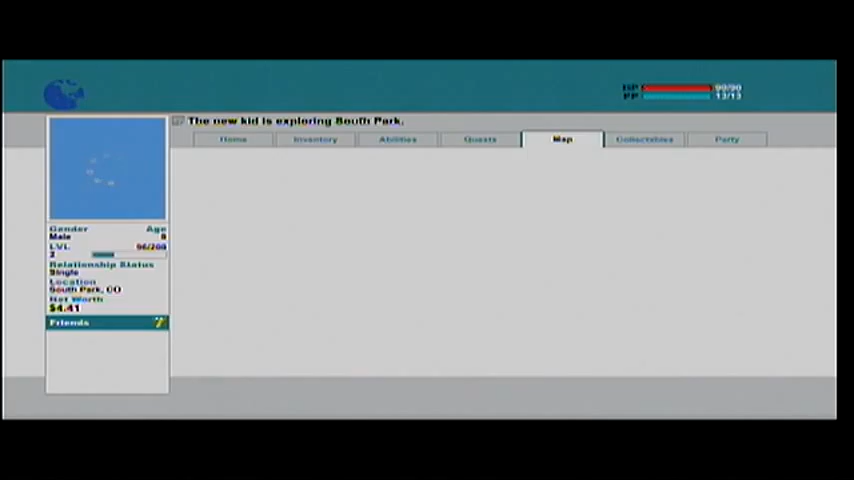 HP 90/90
PP 13/13
The new kid is exploring South Park.
Home Inventory Abilities Quests Map Collectibles Party
Gender Age
Male 9
LVL 96/200
2
Relationship Status
Single
Location
South Park, CO
Net Worth
$4.41
Friends 7